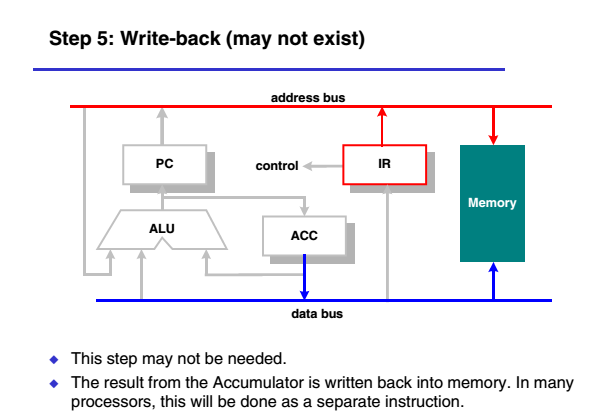 Step 5: Write-back (may not exist)
address bus
PC
control
IR
Memory
ALU
ACC
data bus
This step may not be needed.
The result from the Accumulator is written back into memory. In many
processors, this will be done as a separate instruction.